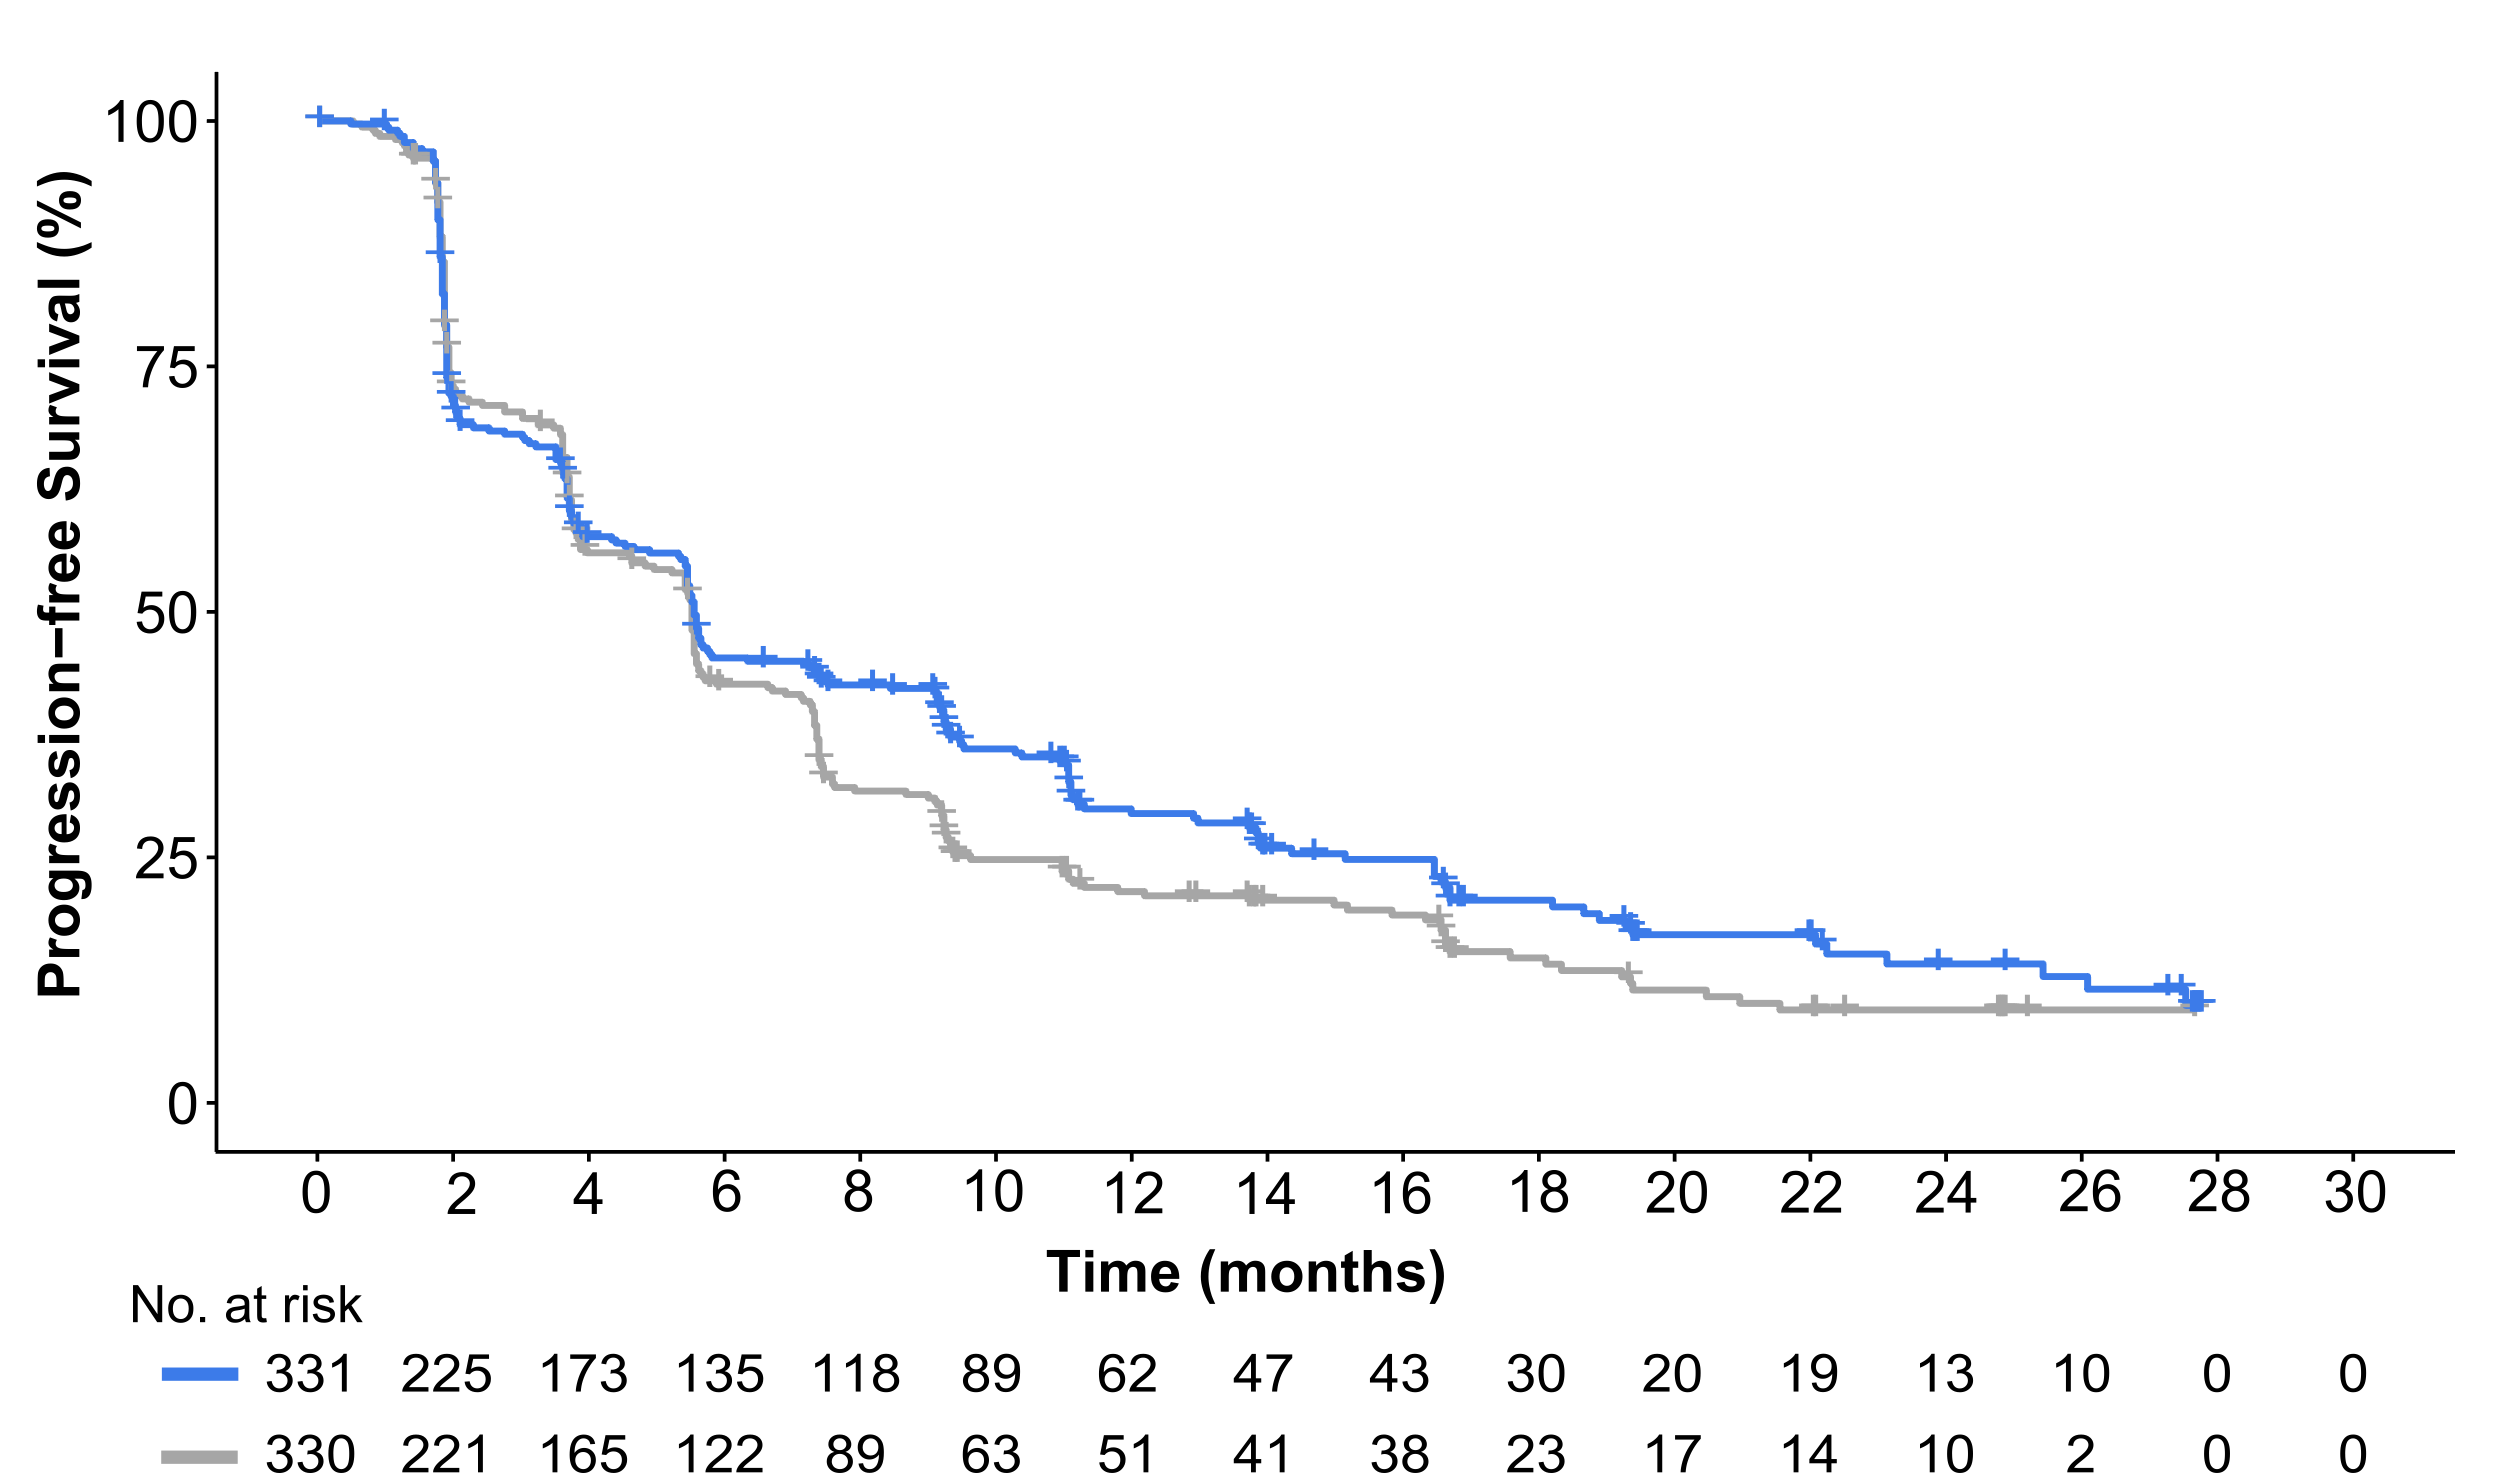 Progression−free Survival (%)
100
75
50
25
0
0 2 4 6 8 10 12 14 16 18 20 22 24 26 28 30
Time (months)
No. at risk
331 225 173 135 118 89 62 47 43 30 20 19 13 10 0 0
330 221 165 122 89 63 51 41 38 23 17 14 10 2 0 0